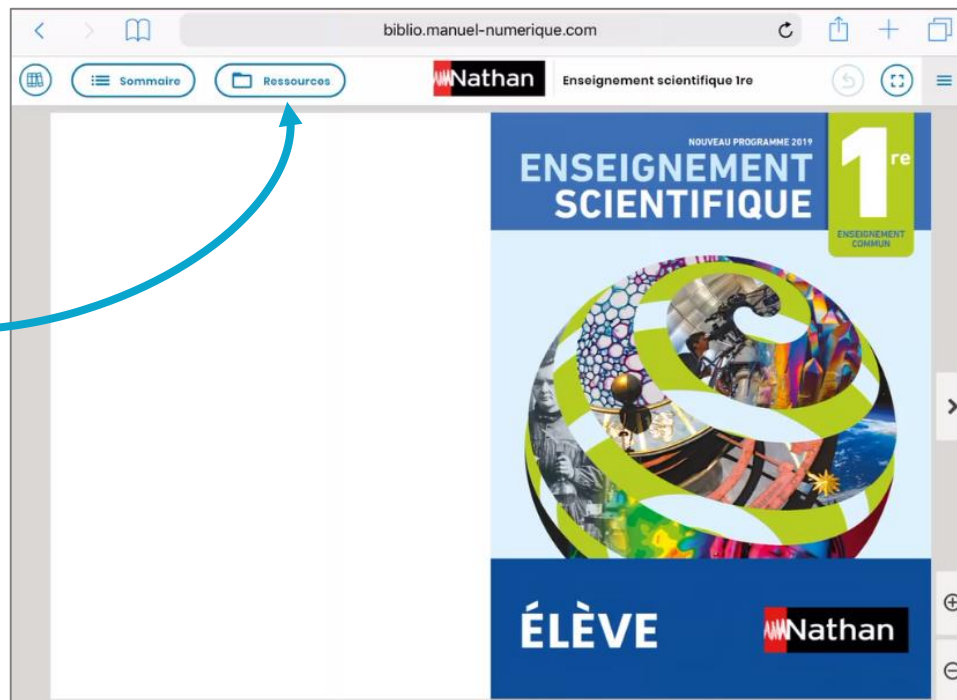 biblio.manuel-numerique.com
Sommaire
Ressources
Nathan
Enseignement scientifique 1re
NOUVEAU PROGRAMME 2019
ENSEIGNEMENT
SCIENTIFIQUE
1re
ENSEIGNEMENT
COMMUN
ÉLÈVE
Nathan